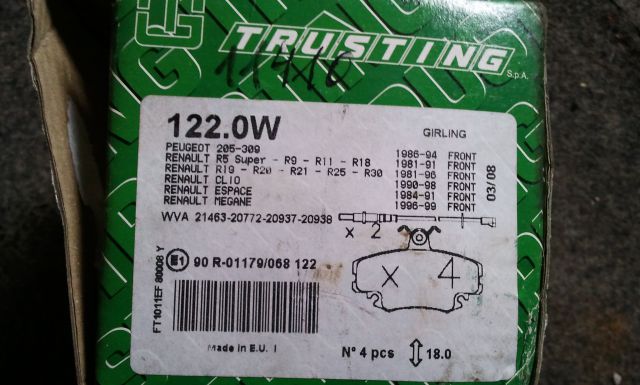 TRUSTING
S.p.A.
11418
122.0W
GIRLING
PEUGEOT 205-309 1986-94 FRONT
RENAULT R5 Super - R9 - R11 - R18 1981-91 FRONT
RENAULT R19 - R20 - R21 - R25 - R30 1981-96 FRONT
RENAULT CLIO 1990-98 FRONT
RENAULT ESPACE 1984-91 FRONT
RENAULT MEGANE 1996-99 FRONT
03/08
WVA 21463-20772-20937-20938
x 2
x 4
E1 90 R-01179/068 122
FT1011EF 80008 Y
Made in E.U. I
N° 4 pcs 18.0